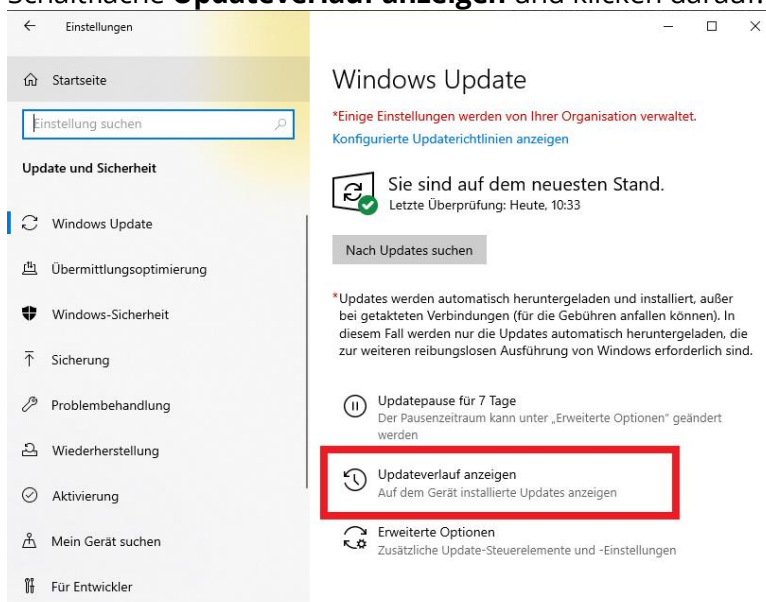 Schaltfläche Updateverlauf anzeigen und klicken darauf.
Einstellungen
Startseite
Einstellung suchen
Update und Sicherheit
Windows Update
Übermittlungsoptimierung
Windows-Sicherheit
Sicherung
Problembehandlung
Wiederherstellung
Aktivierung
Mein Gerät suchen
Für Entwickler
Windows Update
*Einige Einstellungen werden von Ihrer Organisation verwaltet.
Konfigurierte Updaterichtlinien anzeigen
Sie sind auf dem neuesten Stand.
Letzte Überprüfung: Heute, 10:33
Nach Updates suchen
*Updates werden automatisch heruntergeladen und installiert, außer
bei getakteten Verbindungen (für die Gebühren anfallen können). In
diesem Fall werden nur die Updates automatisch heruntergeladen, die
zur weiteren reibungslosen Ausführung von Windows erforderlich sind.
Updatepause für 7 Tage
Der Pausenzeitraum kann unter „Erweiterte Optionen" geändert
werden
Updateverlauf anzeigen
Auf dem Gerät installierte Updates anzeigen
Erweiterte Optionen
Zusätzliche Update-Steuerelemente und -Einstellungen